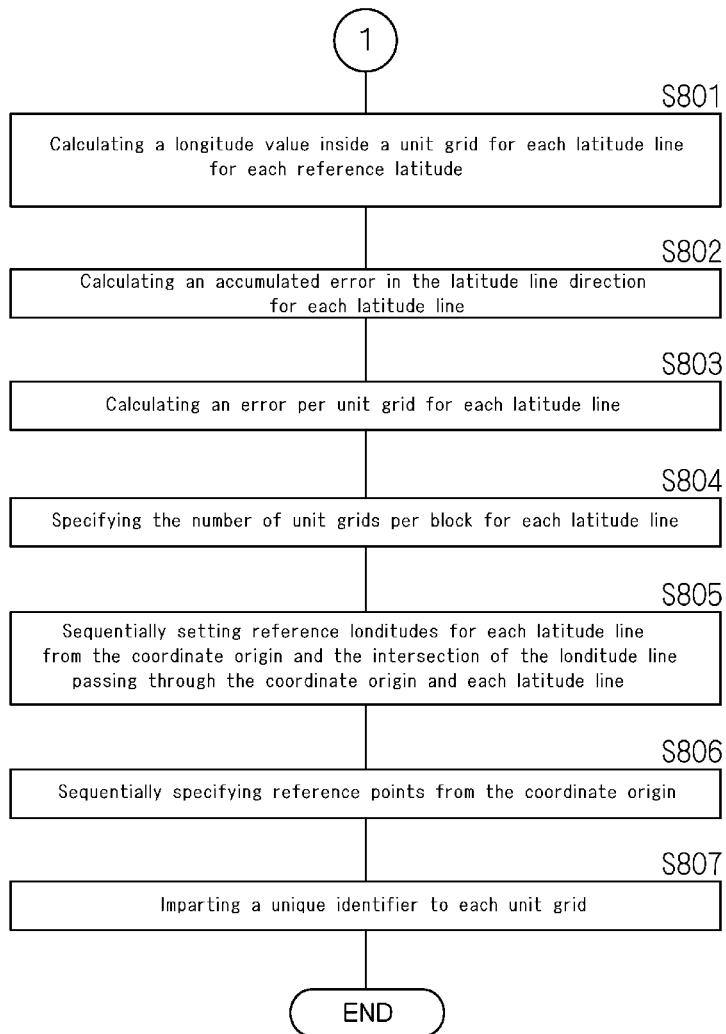 1
S801
Calculating a longitude value inside a unit grid for each latitude line
for each reference latitude
S802
Calculating an accumulated error in the latitude line direction
for each latitude line
S803
Calculating an error per unit grid for each latitude line
S804
Specifying the number of unit grids per block for each latitude line
S805
Sequentially setting reference londitudes for each latitude line
from the coordinate origin and the intersection of the londitude line
passing through the coordinate origin and each latitude line
S806
Sequentially specifying reference points from the coordinate origin
S807
Imparting a unique identifier to each unit grid
END